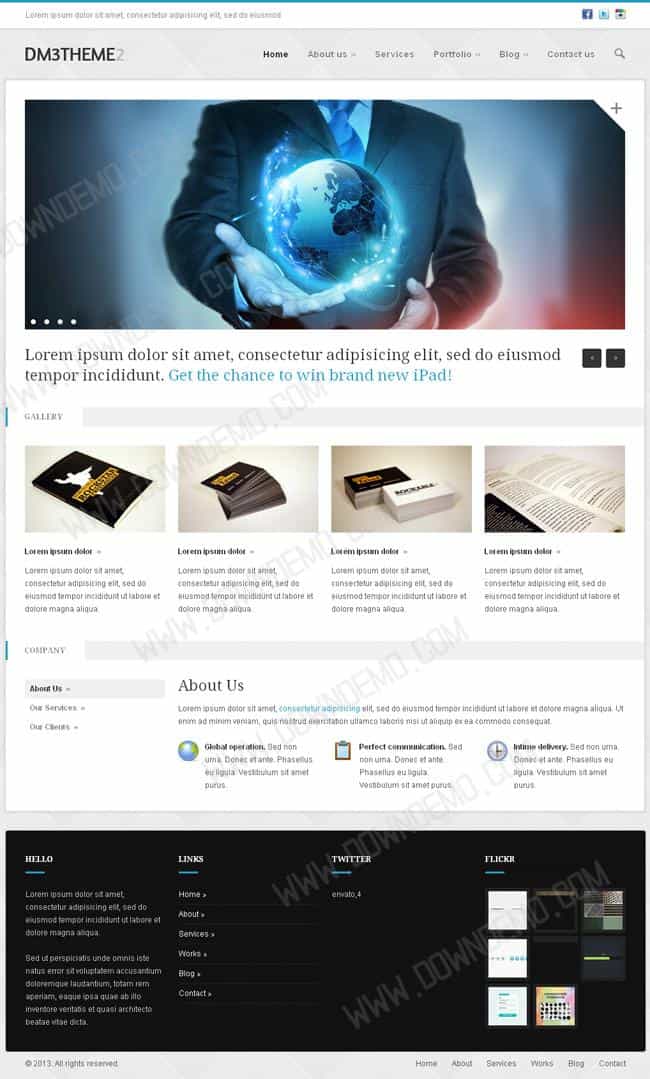 Lorem ipsum dolor sit amet, consectetur adipisicing elit, sed do eiusmod
DM3THEME2
Home About us » Services Portfolio » Blog » Contact us
Lorem ipsum dolor sit amet, consectetur adipisicing elit, sed do eiusmod
tempor incididunt. Get the chance to win brand new iPad!
GALLERY
Lorem ipsum dolor » Lorem ipsum dolor » Lorem ipsum dolor » Lorem ipsum dolor »
Lorem ipsum dolor sit amet,
consectetur adipisicing elit, sed do
eiusmod tempor incididunt ut labore et
dolore magna aliqua.
Lorem ipsum dolor sit amet,
consectetur adipisicing elit, sed do
eiusmod tempor incididunt ut labore et
dolore magna aliqua.
Lorem ipsum dolor sit amet,
consectetur adipisicing elit, sed do
eiusmod tempor incididunt ut labore et
dolore magna aliqua.
Lorem ipsum dolor sit amet,
consectetur adipisicing elit, sed do
eiusmod tempor incididunt ut labore et
dolore magna aliqua.
COMPANY
About Us »
Our Services »
Our Clients »
About Us
Lorem ipsum dolor sit amet, consectetur adipisicing elit, sed do eiusmod tempor incididunt ut labore et dolore magna aliqua. Ut
enim ad minim veniam, quis nostrud exercitation ullamco laboris nisi ut aliquip ex ea commodo consequat.
Global operation. Sed non
urna. Donec et ante. Phasellus
eu ligula. Vestibulum sit amet
purus.
Perfect communication. Sed
non urna. Donec et ante.
Phasellus eu ligula.
Vestibulum sit amet purus.
Intime delivery. Sed non
urna. Donec et ante. Phasellus
eu ligula. Vestibulum sit amet
purus.
HELLO
Lorem ipsum dolor sit amet,
consectetur adipisicing elit, sed do
eiusmod tempor incididunt ut labore et
dolore magna aliqua.
Sed ut perspiciatis unde omnis iste
natus error sit voluptatem accusantium
doloremque laudantium, totam rem
aperiam, eaque ipsa quae ab illo
inventore veritatis et quasi architecto
beatae vitae dicta.
LINKS
Home »
About »
Services »
Works »
Blog »
Contact »
TWITTER
envato,4
FLICKR
© 2013. All rights reserved.
Home About Services Works Blog Contact
WWW.DOWNDEMO.COM